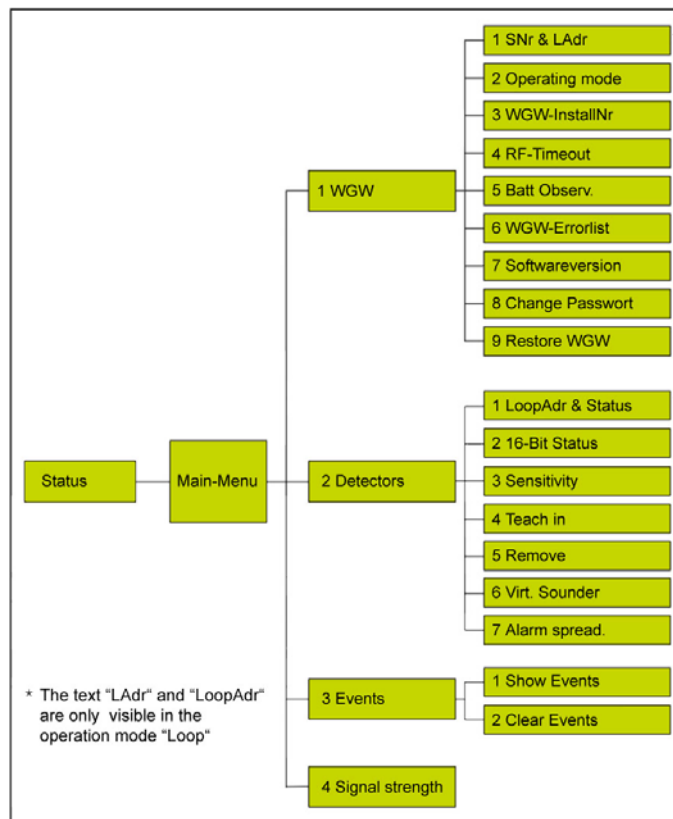 1 SNr & LAdr
2 Operating mode
3 WGW-InstallNr
4 RF-Timeout
1 WGW
5 Batt Observ.
6 WGW-Errorlist
7 Softwareversion
8 Change Passwort
9 Restore WGW
1 LoopAdr & Status
2 16-Bit Status
Status
Main-Menu
2 Detectors
3 Sensitivity
4 Teach in
5 Remove
6 Virt. Sounder
7 Alarm spread.
* The text "LAdr" and "LoopAdr"
are only visible in the
operation mode "Loop"
3 Events
1 Show Events
2 Clear Events
4 Signal strength